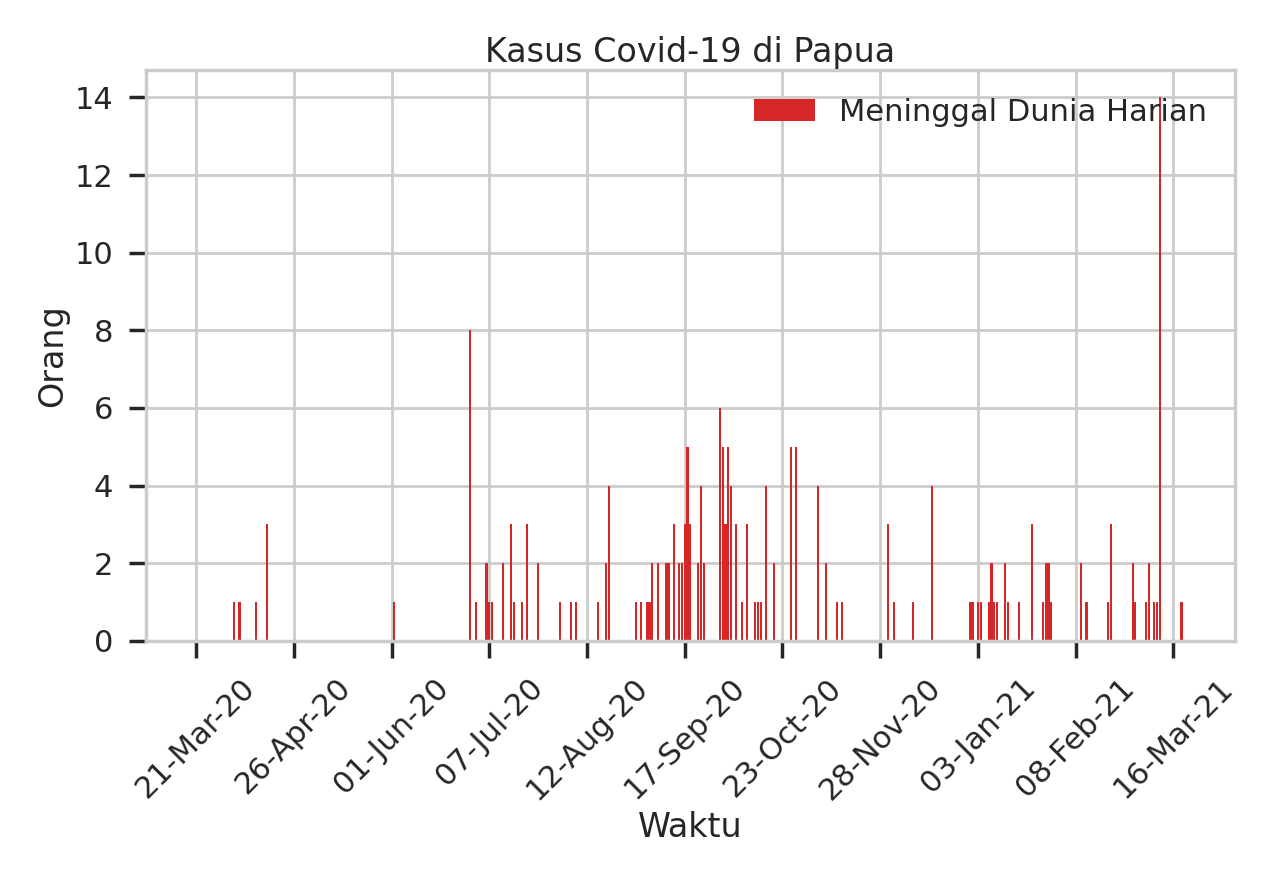 Kasus Covid-19 di Papua
Meninggal Dunia Harian
14
12
10
8
6
4
2
0
Orang
21-Mar-20
26-Apr-20
01-Jun-20
07-Jul-20
12-Aug-20
17-Sep-20
23-Oct-20
28-Nov-20
03-Jan-21
08-Feb-21
16-Mar-21
Waktu